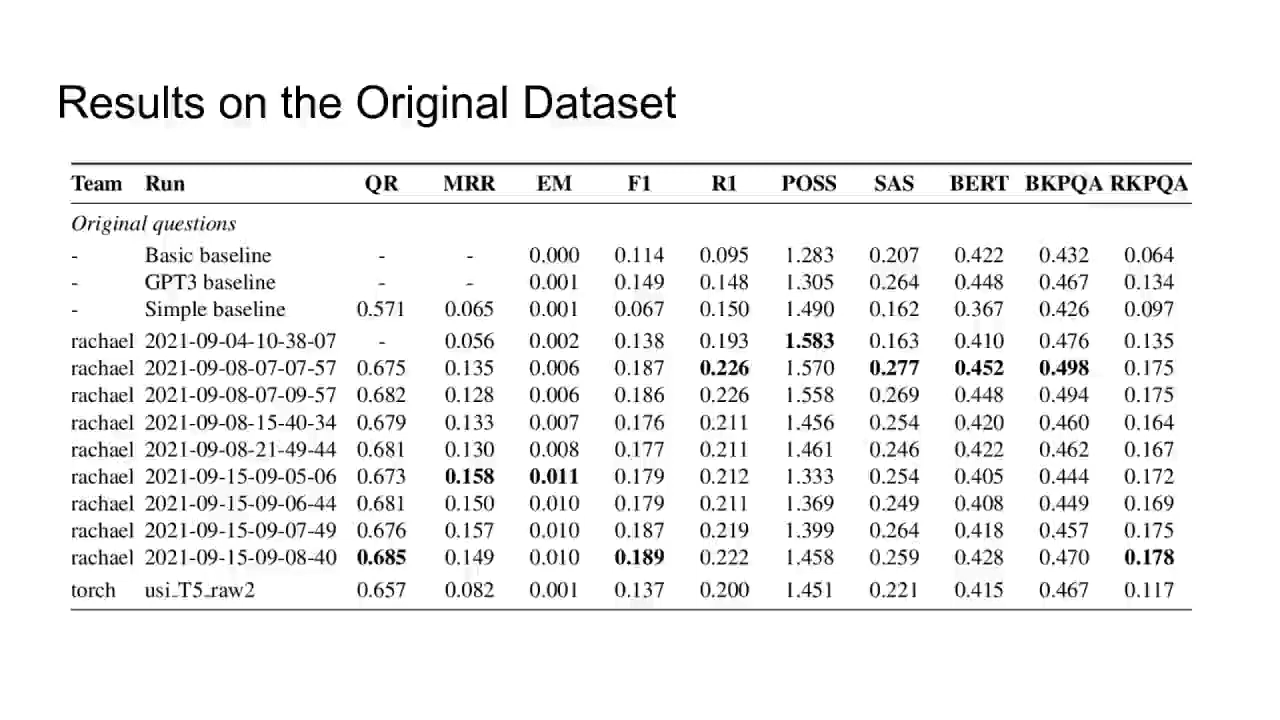 Results on the Original Dataset
Team Run QR MRR EM F1 R1 POSS SAS BERT BKPQA RKPQA
Original questions
- Basic baseline - - 0.000 0.114 0.095 1.283 0.207 0.422 0.432 0.064
- GPT3 baseline - - 0.001 0.149 0.148 1.305 0.264 0.448 0.467 0.134
- Simple baseline 0.571 0.065 0.001 0.067 0.150 1.490 0.162 0.367 0.426 0.097
rachael 2021-09-04-10-38-07 - 0.056 0.002 0.138 0.193 1.583 0.163 0.410 0.476 0.135
rachael 2021-09-08-07-07-57 0.675 0.135 0.006 0.187 0.226 1.570 0.277 0.452 0.498 0.175
rachael 2021-09-08-07-09-57 0.682 0.128 0.006 0.186 0.226 1.558 0.269 0.448 0.494 0.175
rachael 2021-09-08-15-40-34 0.679 0.133 0.007 0.176 0.211 1.456 0.254 0.420 0.460 0.164
rachael 2021-09-08-21-49-44 0.681 0.130 0.008 0.177 0.211 1.461 0.246 0.422 0.462 0.167
rachael 2021-09-15-09-05-06 0.673 0.158 0.011 0.179 0.212 1.333 0.254 0.405 0.444 0.172
rachael 2021-09-15-09-06-44 0.681 0.150 0.010 0.179 0.211 1.369 0.249 0.408 0.449 0.169
rachael 2021-09-15-09-07-49 0.676 0.157 0.010 0.187 0.219 1.399 0.264 0.418 0.457 0.175
rachael 2021-09-15-09-08-40 0.685 0.149 0.010 0.189 0.222 1.458 0.259 0.428 0.470 0.178
torch usi_T5_raw2 0.657 0.082 0.001 0.137 0.200 1.451 0.221 0.415 0.467 0.117